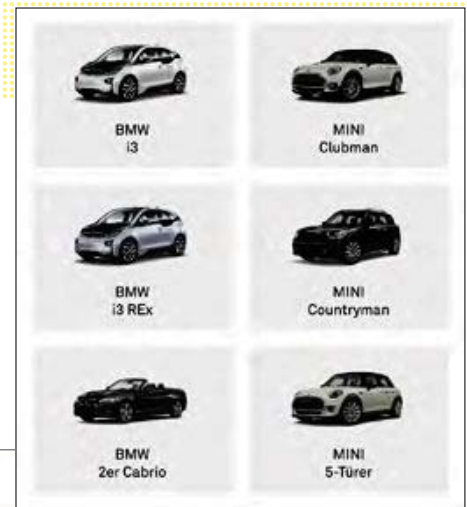 BMW
i3
MINI
Clubman
BMW
i3 REx
MINI
Countryman
BMW
2er Cabrio
MINI
5-Türer